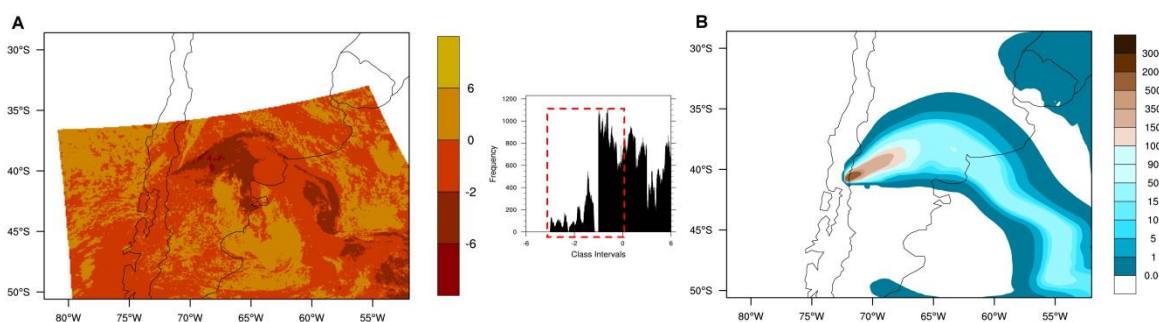 A
30°S
35°S
40°S
45°S
50°S
80°W
75°W
70°W
65°W
60°W
55°W
6
0
-2
-6
1200
1000
800
600
400
200
0
Frequency
-6
-2
0
6
Class Intervals
B
30°S
35°S
40°S
45°S
50°S
80°W
75°W
70°W
65°W
60°W
55°W
300
200
500
350
100
90
50
15
10
5
1
0.0